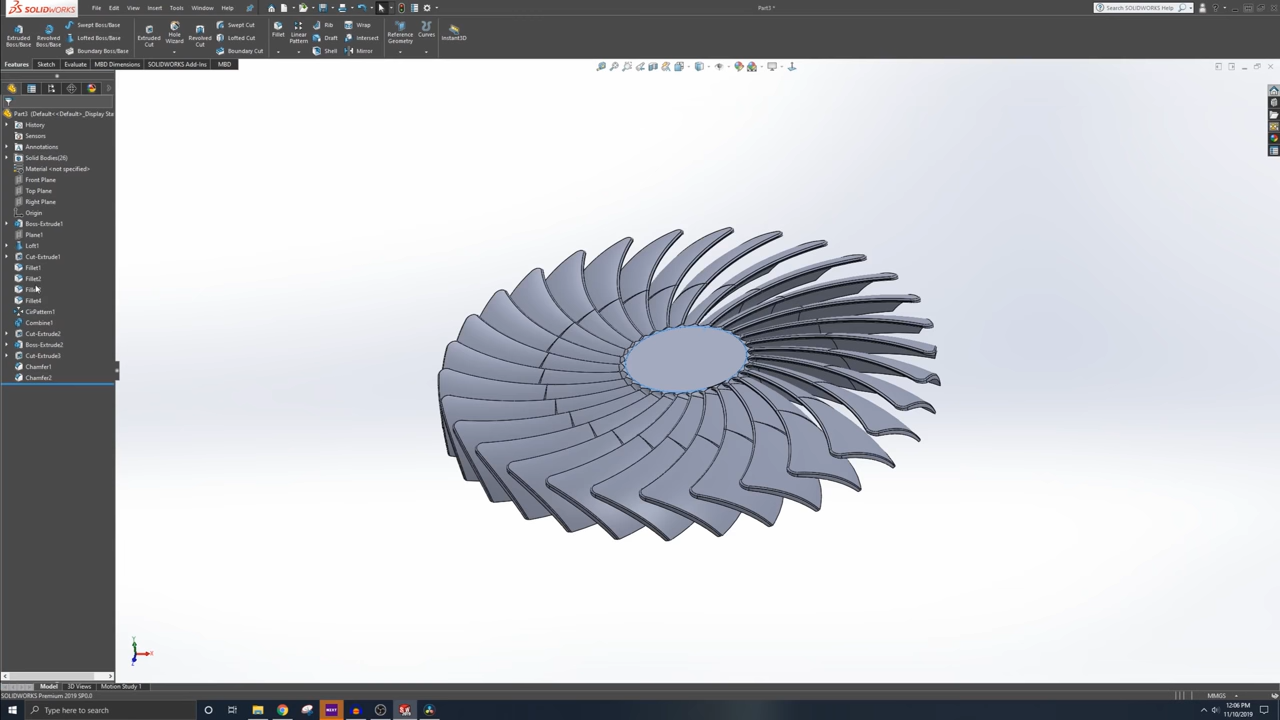 SOLIDWORKS File Edit View Insert Tools Window Help Part3 * Search SOLIDWORKS Help
Extruded Boss/Base
Revolved Boss/Base
Swept Boss/Base
Lofted Boss/Base
Boundary Boss/Base
Extruded Cut
Hole Wizard
Revolved Cut
Swept Cut
Lofted Cut
Boundary Cut
Fillet
Linear Pattern
Rib
Draft
Shell
Wrap
Intersect
Mirror
Reference Geometry
Curves
Instant3D
Features Sketch Evaluate MBD Dimensions SOLIDWORKS Add-Ins MBD
Part3 (Default<<Default>_Display Sta
History
Sensors
Annotations
Solid Bodies(26)
Material <not specified>
Front Plane
Top Plane
Right Plane
Origin
Boss-Extrude1
Plane1
Loft1
Cut-Extrude1
Fillet1
Fillet2
Fillet4
CirPattern1
Combine1
Cut-Extrude2
Boss-Extrude2
Cut-Extrude3
Chamfer1
Chamfer2
Y
X
Z
Model 3D Views Motion Study 1
SOLIDWORKS Premium 2019 SP0.0 MMGS
Type here to search NEXT 12:06 PM
11/10/2019